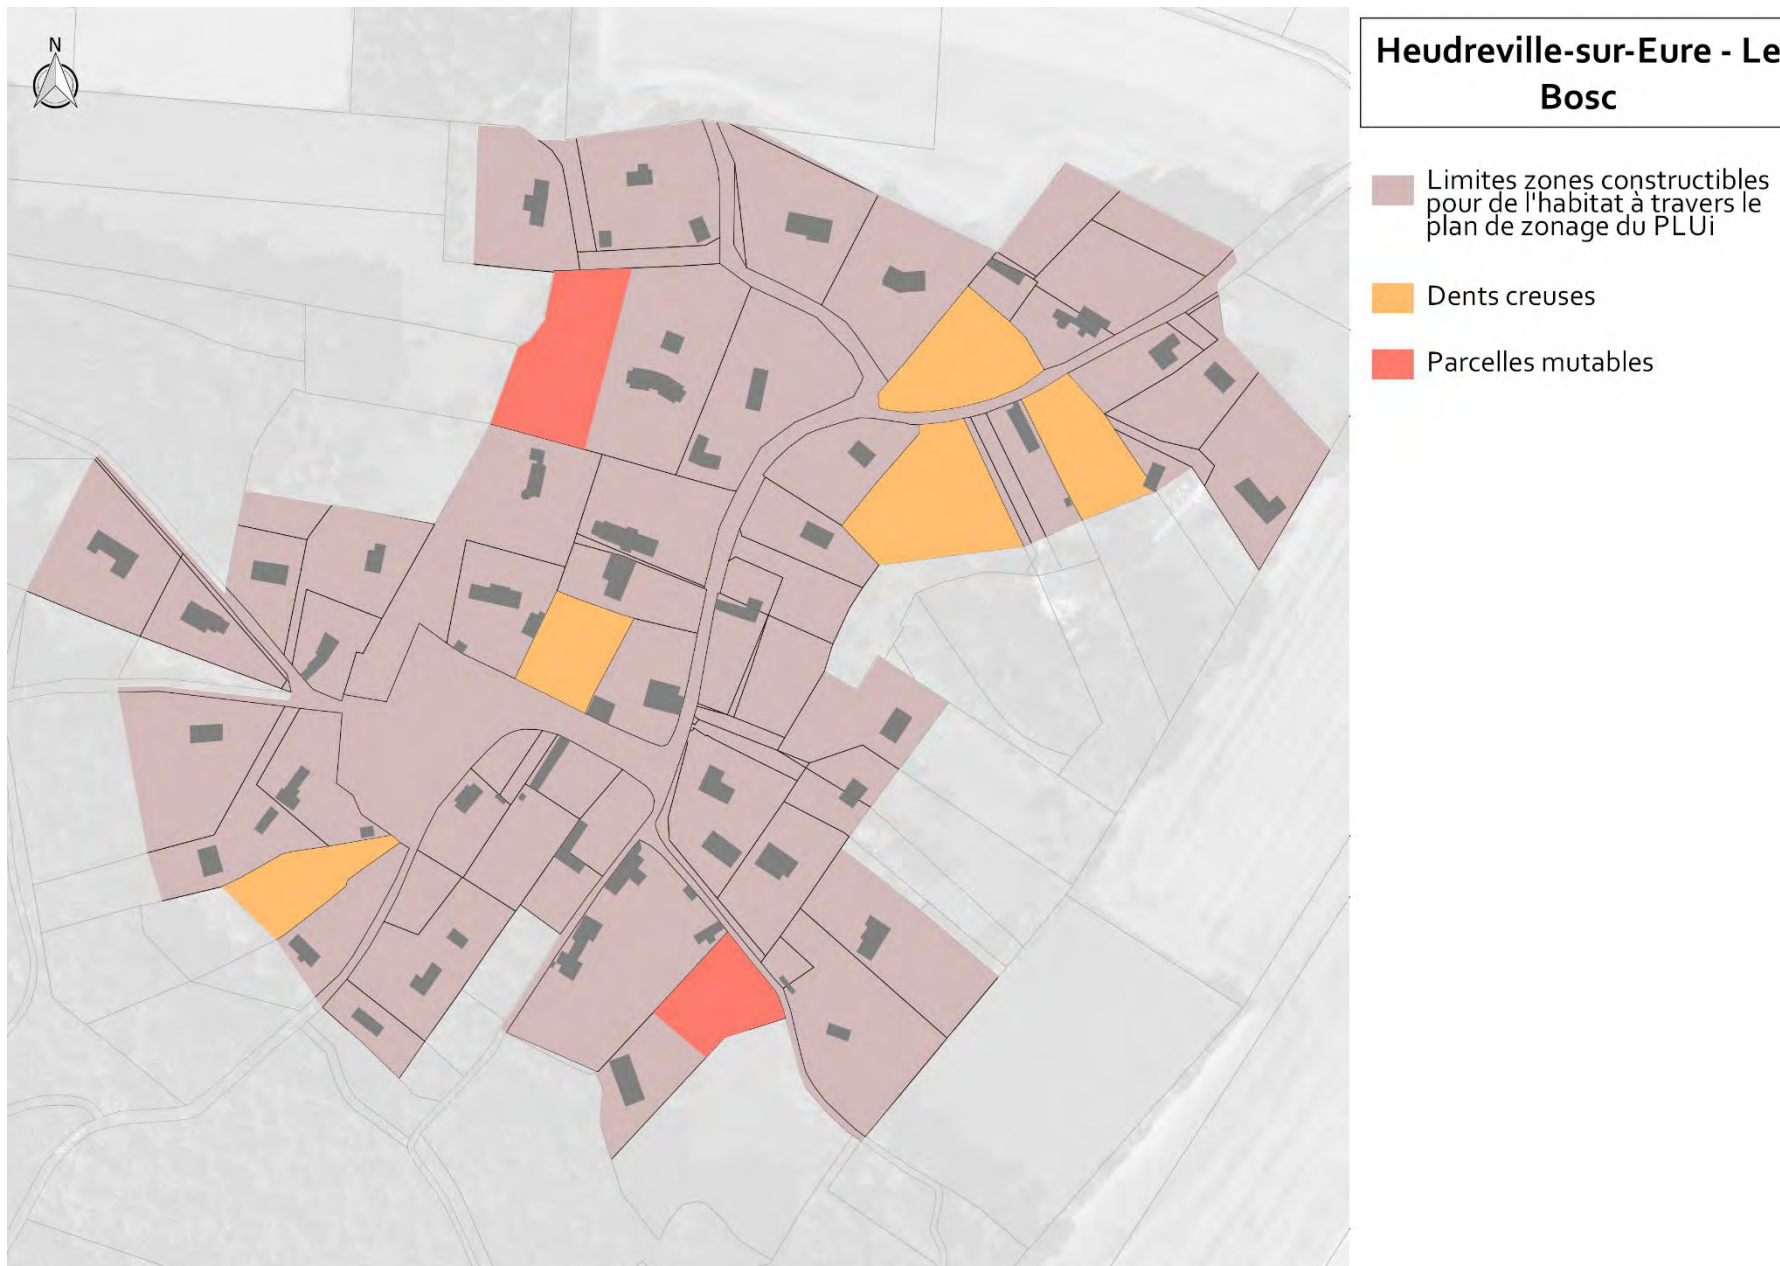 N
Heudreville-sur-Eure - Le
Bosc
Limites zones constructibles
pour de l'habitat à travers le
plan de zonage du PLUi
Dents creuses
Parcelles mutables